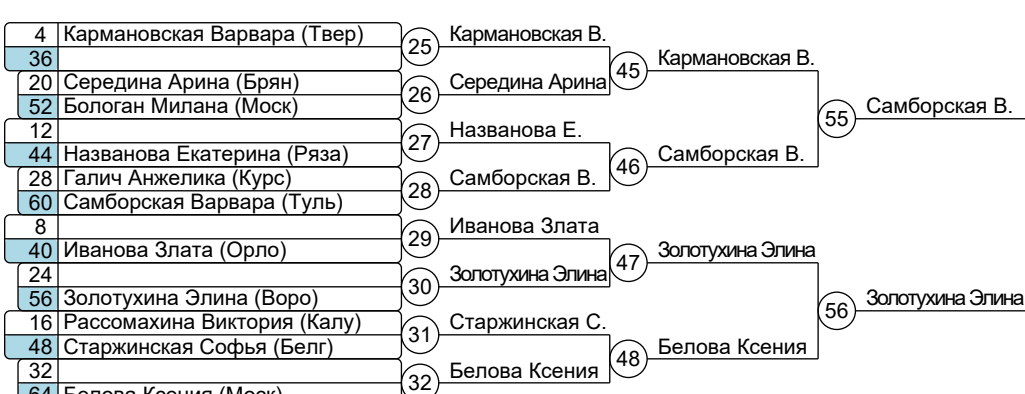 4 Кармановская Варвара (Твер)
36
20 Середина Арина (Брян)
52 Бологан Милана (Моск)
12
44 Названова Екатерина (Ряза)
28 Галич Анжелика (Курс)
60 Самборская Варвара (Туль)
8
40 Иванова Злата (Орло)
24
56 Золотухина Элина (Воро)
16 Рассомахина Виктория (Калу)
48 Старжинская Софья (Белг)
32
64 Белова Ксения (Моск)
25 Кармановская В.
26 Середина Арина
27 Названова Е.
28 Самборская В.
29 Иванова Злата
30 Золотухина Элина
31 Старжинская С.
32 Белова Ксения
45 Кармановская В.
46 Самборская В.
47 Золотухина Элина
48 Белова Ксения
55 Самборская В.
56 Золотухина Элина